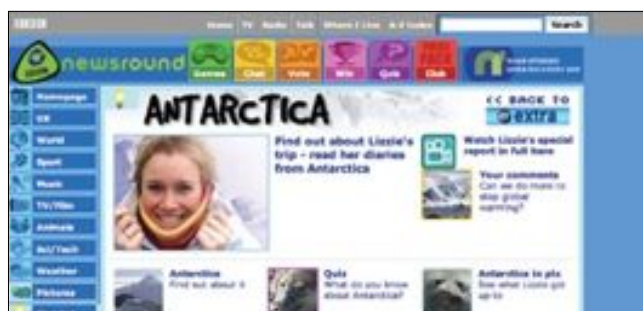 BBC
Home TV Radio Talk Where I Live A-Z Index Search
newsround
Games Chat Vote Win Quiz Club
Homepage
UK
World
Sport
Music
TV/Film
Animals
Sci/Tech
Weather
Pictures
ANTARCTICA
<< BACK TO
extra
Find out about Lizzie's
trip - read her diaries
from Antarctica
Watch Lizzie's special
report in full here
Your comments
Can we do more to
stop global
warming?
Antarctica
Find out about it
Quiz
What do you know
about Antarctica?
Antarctica in pix
See what Lizzie got
up to